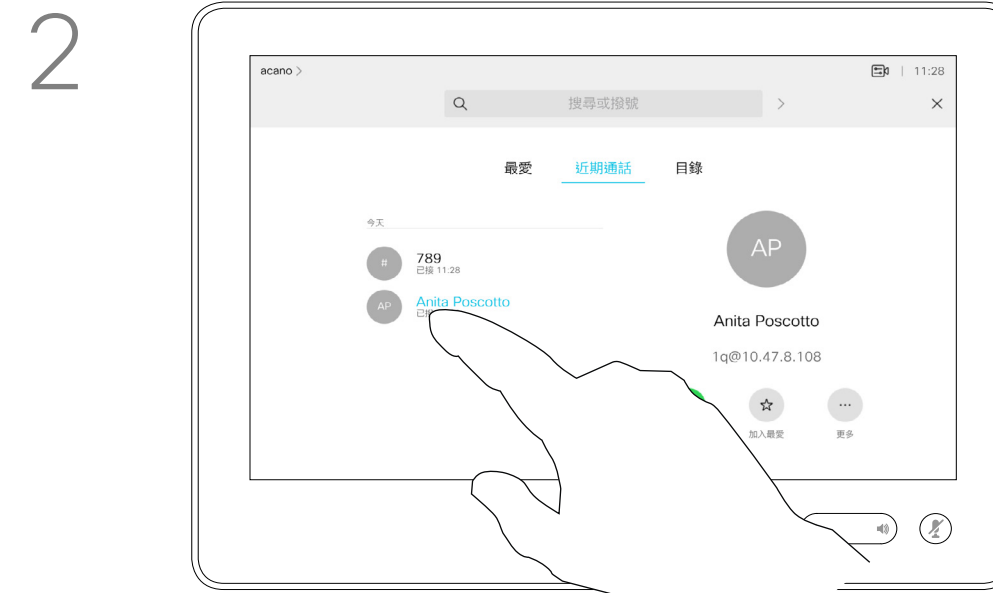 2
acano >
11:28
搜尋或撥號
最愛 近期通話 目錄
今天
# 789
已接 11:28
AP Anita Poscotto
AP
Anita Poscotto
1q@10.47.8.108
加入最愛 更多